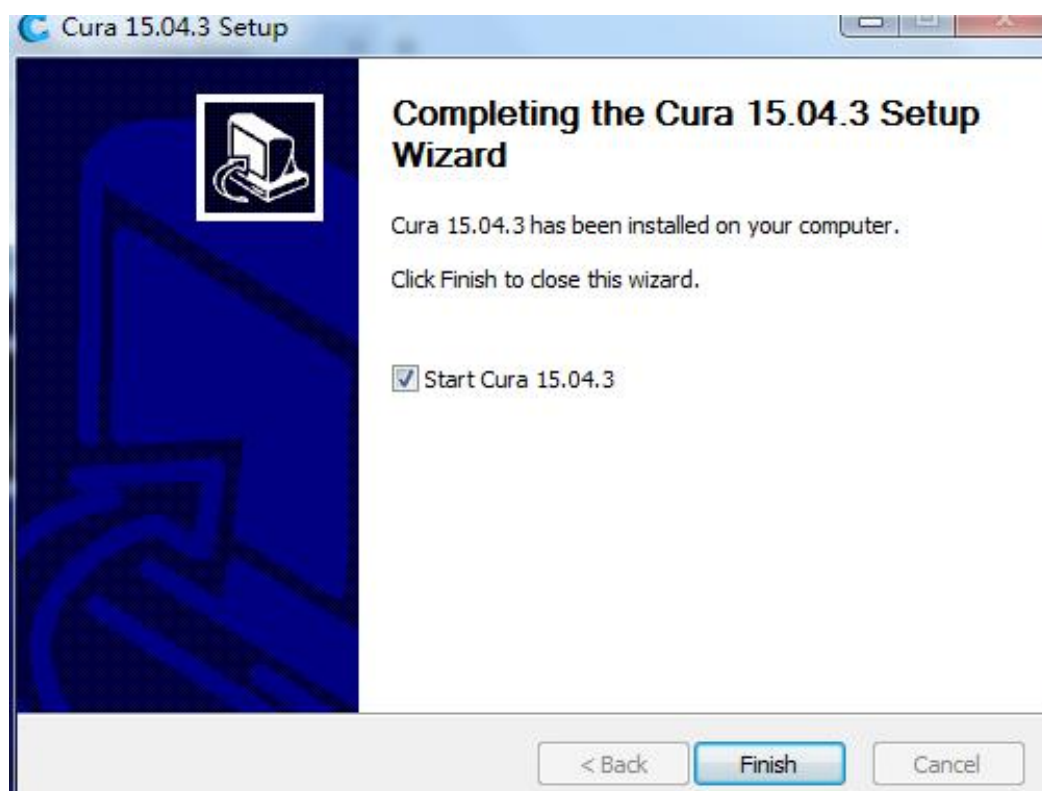 Cura 15.04.3 Setup
Completing the Cura 15.04.3 Setup
Wizard
Cura 15.04.3 has been installed on your computer.
Click Finish to close this wizard.
Start Cura 15.04.3
< Back
Finish
Cancel